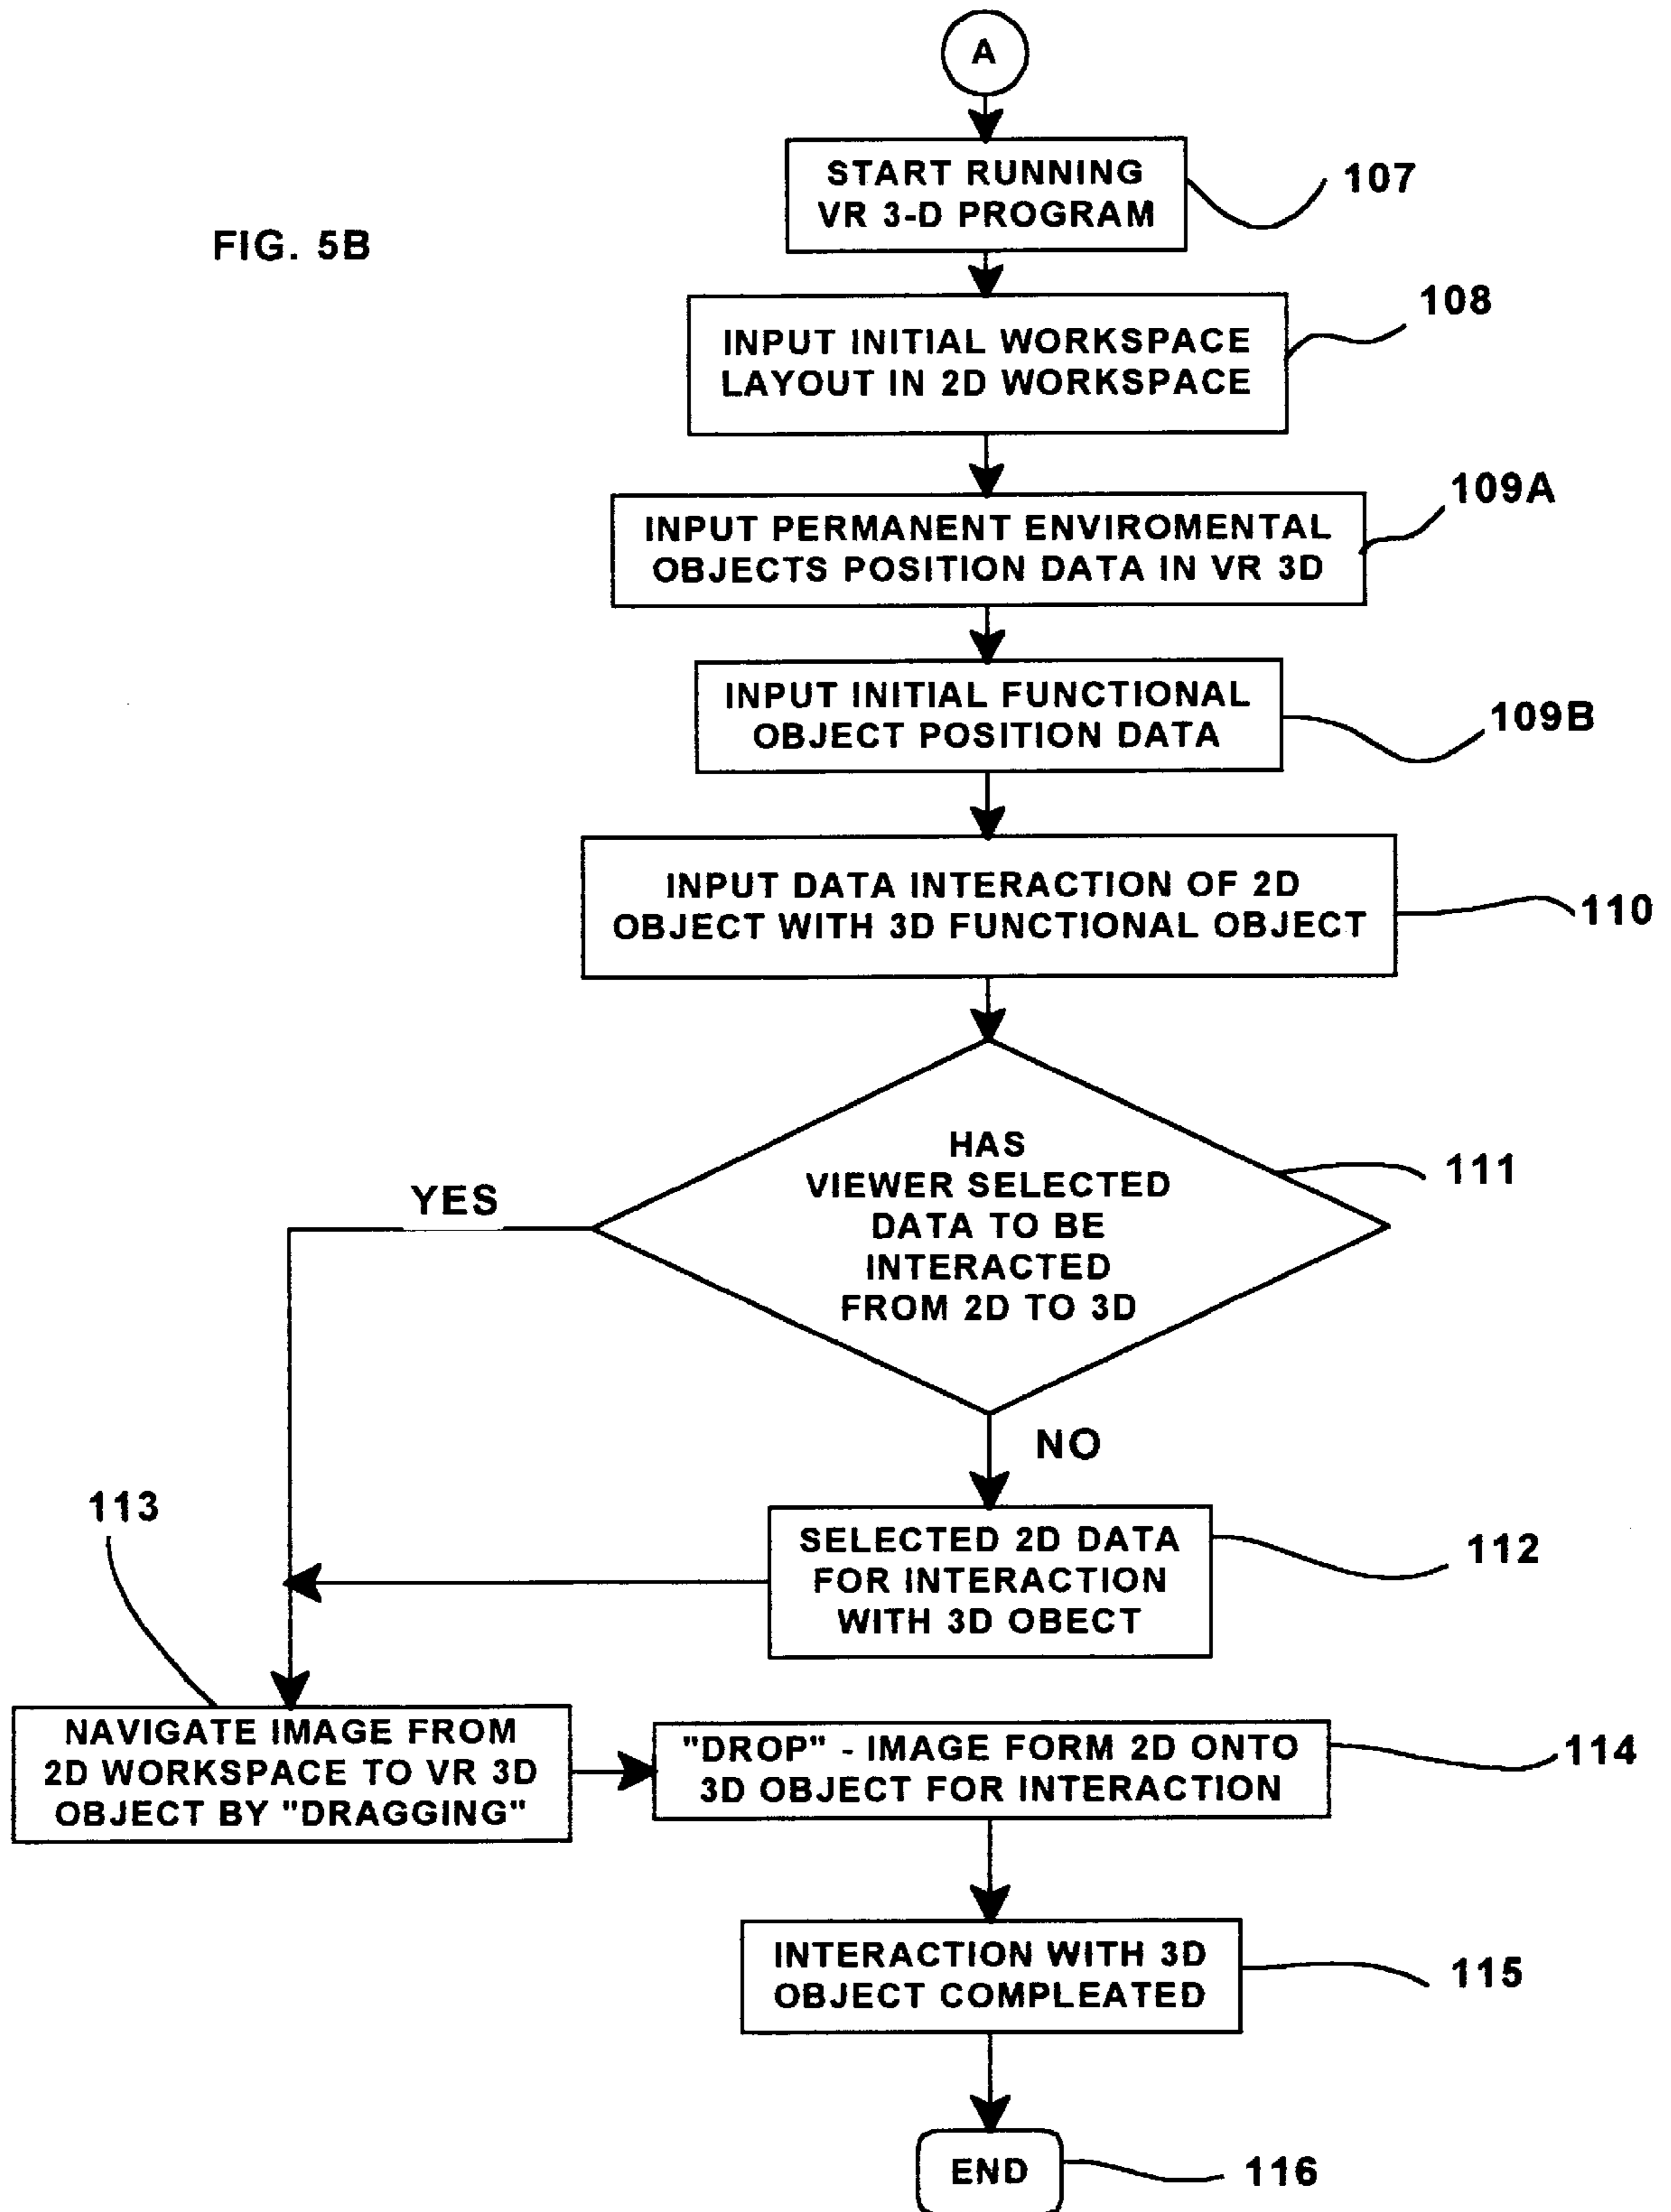 A
START RUNNING
VR 3-D PROGRAM
107
FIG. 5B
INPUT INITIAL WORKSPACE
LAYOUT IN 2D WORKSPACE
108
INPUT PERMANENT ENVIROMENTAL
OBJECTS POSITION DATA IN VR 3D
109A
INPUT INITIAL FUNCTIONAL
OBJECT POSITION DATA
109B
INPUT DATA INTERACTION OF 2D
OBJECT WITH 3D FUNCTIONAL OBJECT
110
HAS
VIEWER SELECTED
DATA TO BE
INTERACTED
FROM 2D TO 3D
111
YES
NO
SELECTED 2D DATA
FOR INTERACTION
WITH 3D OBECT
112
113
NAVIGATE IMAGE FROM
2D WORKSPACE TO VR 3D
OBJECT BY "DRAGGING"
"DROP" - IMAGE FORM 2D ONTO
3D OBJECT FOR INTERACTION
114
INTERACTION WITH 3D
OBJECT COMPLEATED
115
END
116